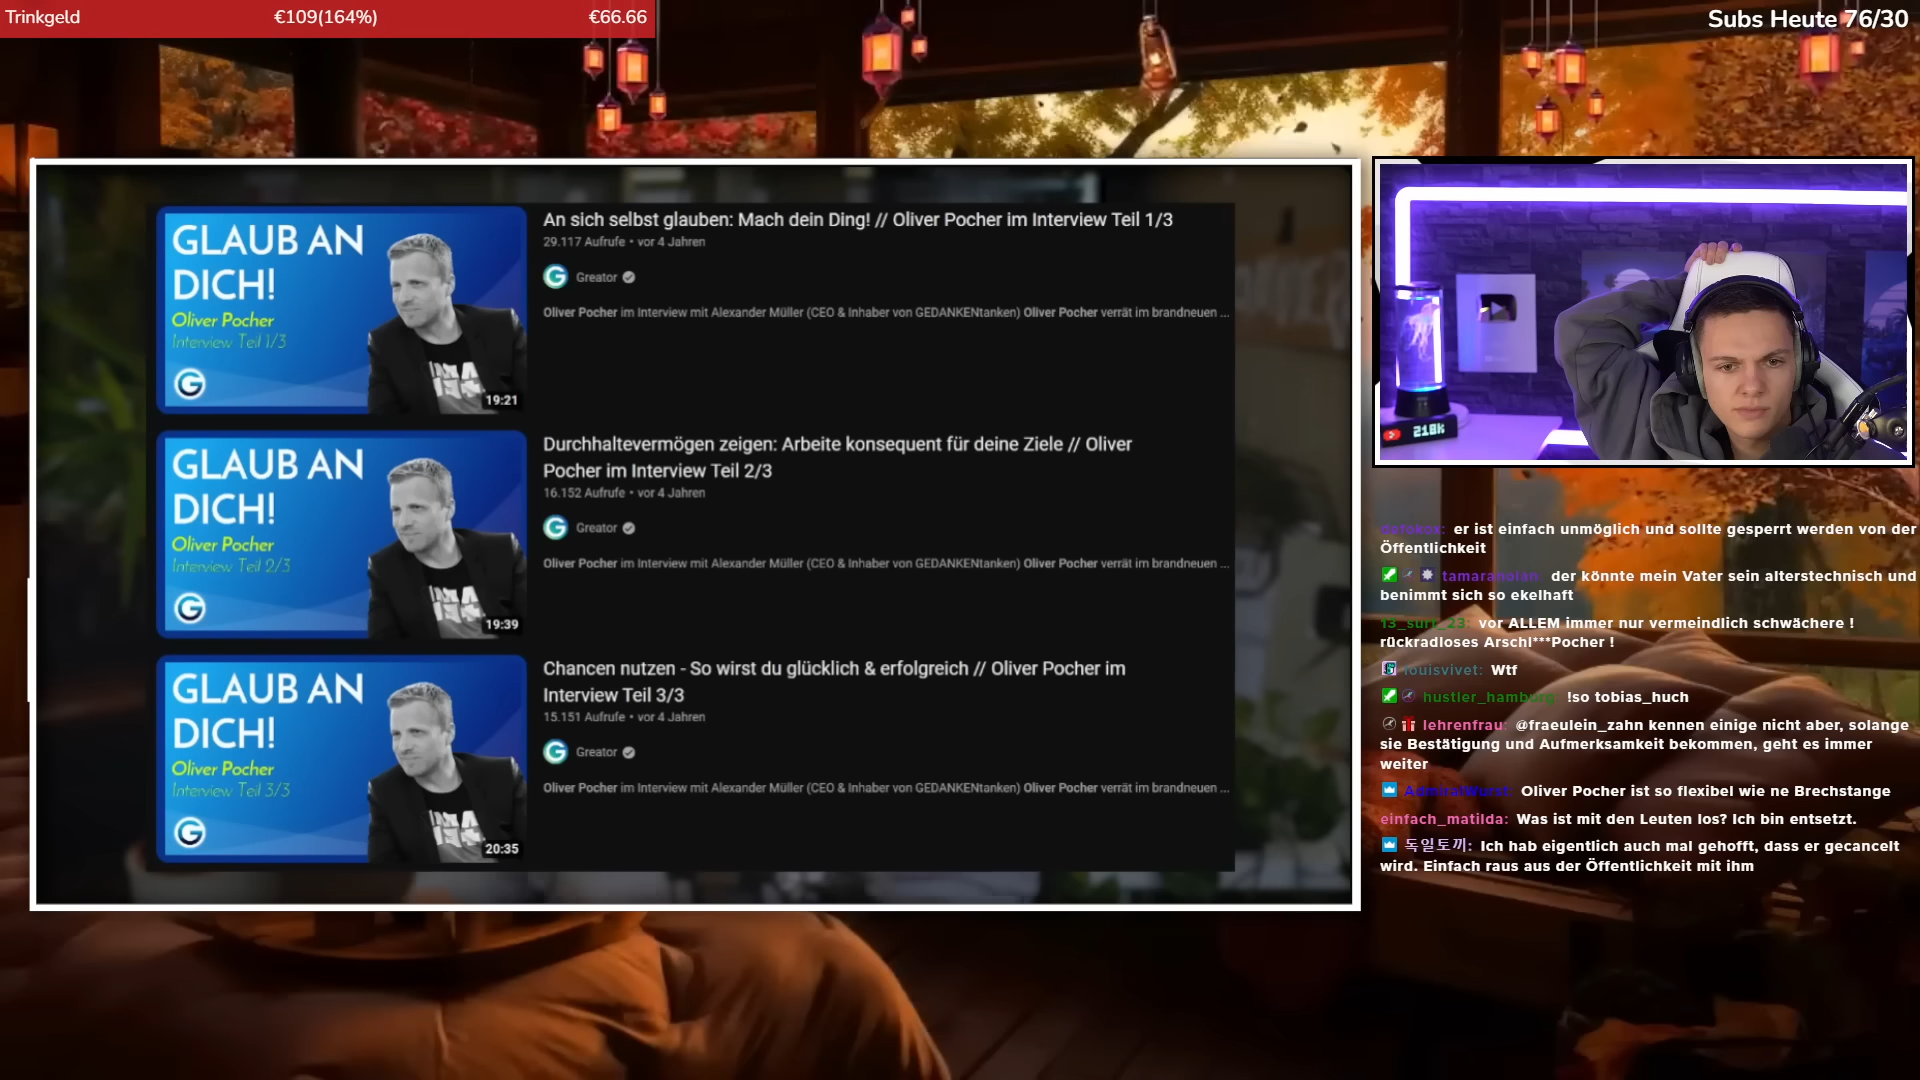 Trinkgeld €109(164%) €66.66
Subs Heute 76/30
GLAUB AN
DICH!
Oliver Pocher
Interview Teil 1/3
19:21
An sich selbst glauben: Mach dein Ding! // Oliver Pocher im Interview Teil 1/3
29.117 Aufrufe • vor 4 Jahren
Greator
Oliver Pocher im Interview mit Alexander Müller (CEO & Inhaber von GEDANKENtanken) Oliver Pocher verrät im brandneuen ...
GLAUB AN
DICH!
Oliver Pocher
Interview Teil 2/3
19:39
Durchhaltevermögen zeigen: Arbeite konsequent für deine Ziele // Oliver
Pocher im Interview Teil 2/3
16.152 Aufrufe • vor 4 Jahren
Greator
Oliver Pocher im Interview mit Alexander Müller (CEO & Inhaber von GEDANKENtanken) Oliver Pocher verrät im brandneuen ...
GLAUB AN
DICH!
Oliver Pocher
Interview Teil 3/3
20:35
Chancen nutzen - So wirst du glücklich & erfolgreich // Oliver Pocher im
Interview Teil 3/3
15.151 Aufrufe • vor 4 Jahren
Greator
Oliver Pocher im Interview mit Alexander Müller (CEO & Inhaber von GEDANKENtanken) Oliver Pocher verrät im brandneuen ...
218k
er ist einfach unmöglich und sollte gesperrt werden von der
Öffentlichkeit
tamaranolan: der könnte mein Vater sein alterstechnisch und
benimmt sich so ekelhaft
13_surf_23: vor ALLEM immer nur vermeindlich schwächere !
rückradloses Arschl***Pocher !
louisvivet: Wtf
hustler_hamburg: !so tobias_huch
lehrenfrau: @fraeulein_zahn kennen einige nicht aber, solange
sie Bestätigung und Aufmerksamkeit bekommen, geht es immer
weiter
AdmiralWurst: Oliver Pocher ist so flexibel wie ne Brechstange
einfach_matilda: Was ist mit den Leuten los? Ich bin entsetzt.
독일토끼: Ich hab eigentlich auch mal gehofft, dass er gecancelt
wird. Einfach raus aus der Öffentlichkeit mit ihm